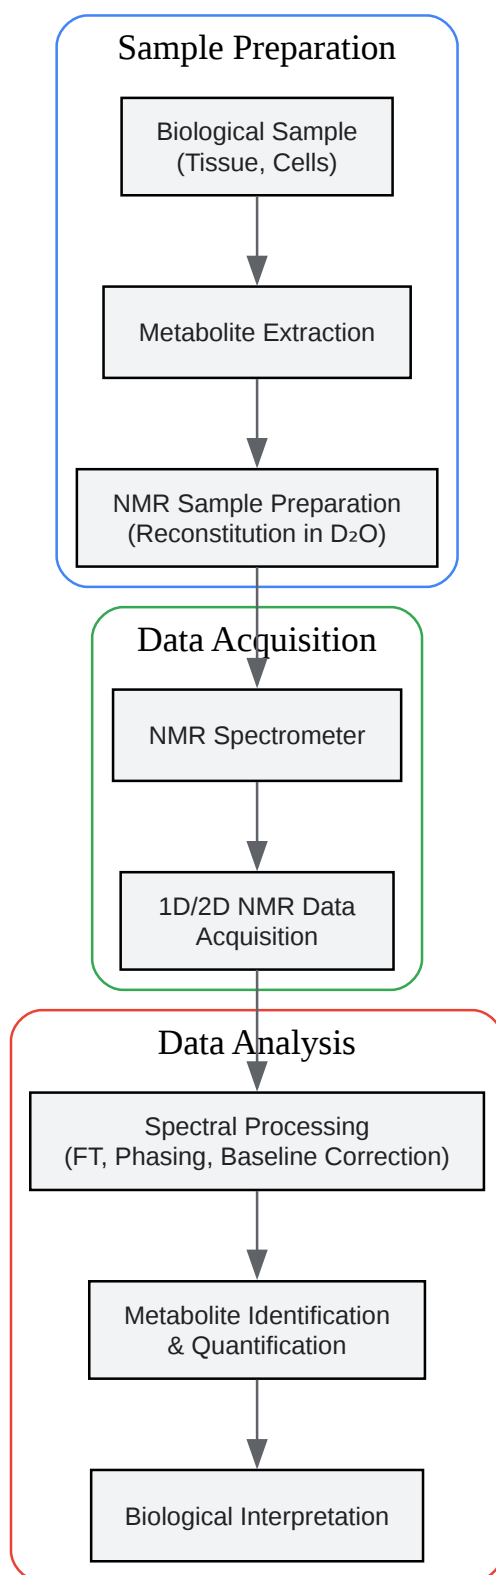 Sample Preparation
Biological Sample
(Tissue, Cells)
Metabolite Extraction
NMR Sample Preparation
(Reconstitution in D₂O)
Data Acquisition
NMR Spectrometer
1D/2D NMR Data
Acquisition
Data Analysis
Spectral Processing
(FT, Phasing, Baseline Correction)
Metabolite Identification
& Quantification
Biological Interpretation